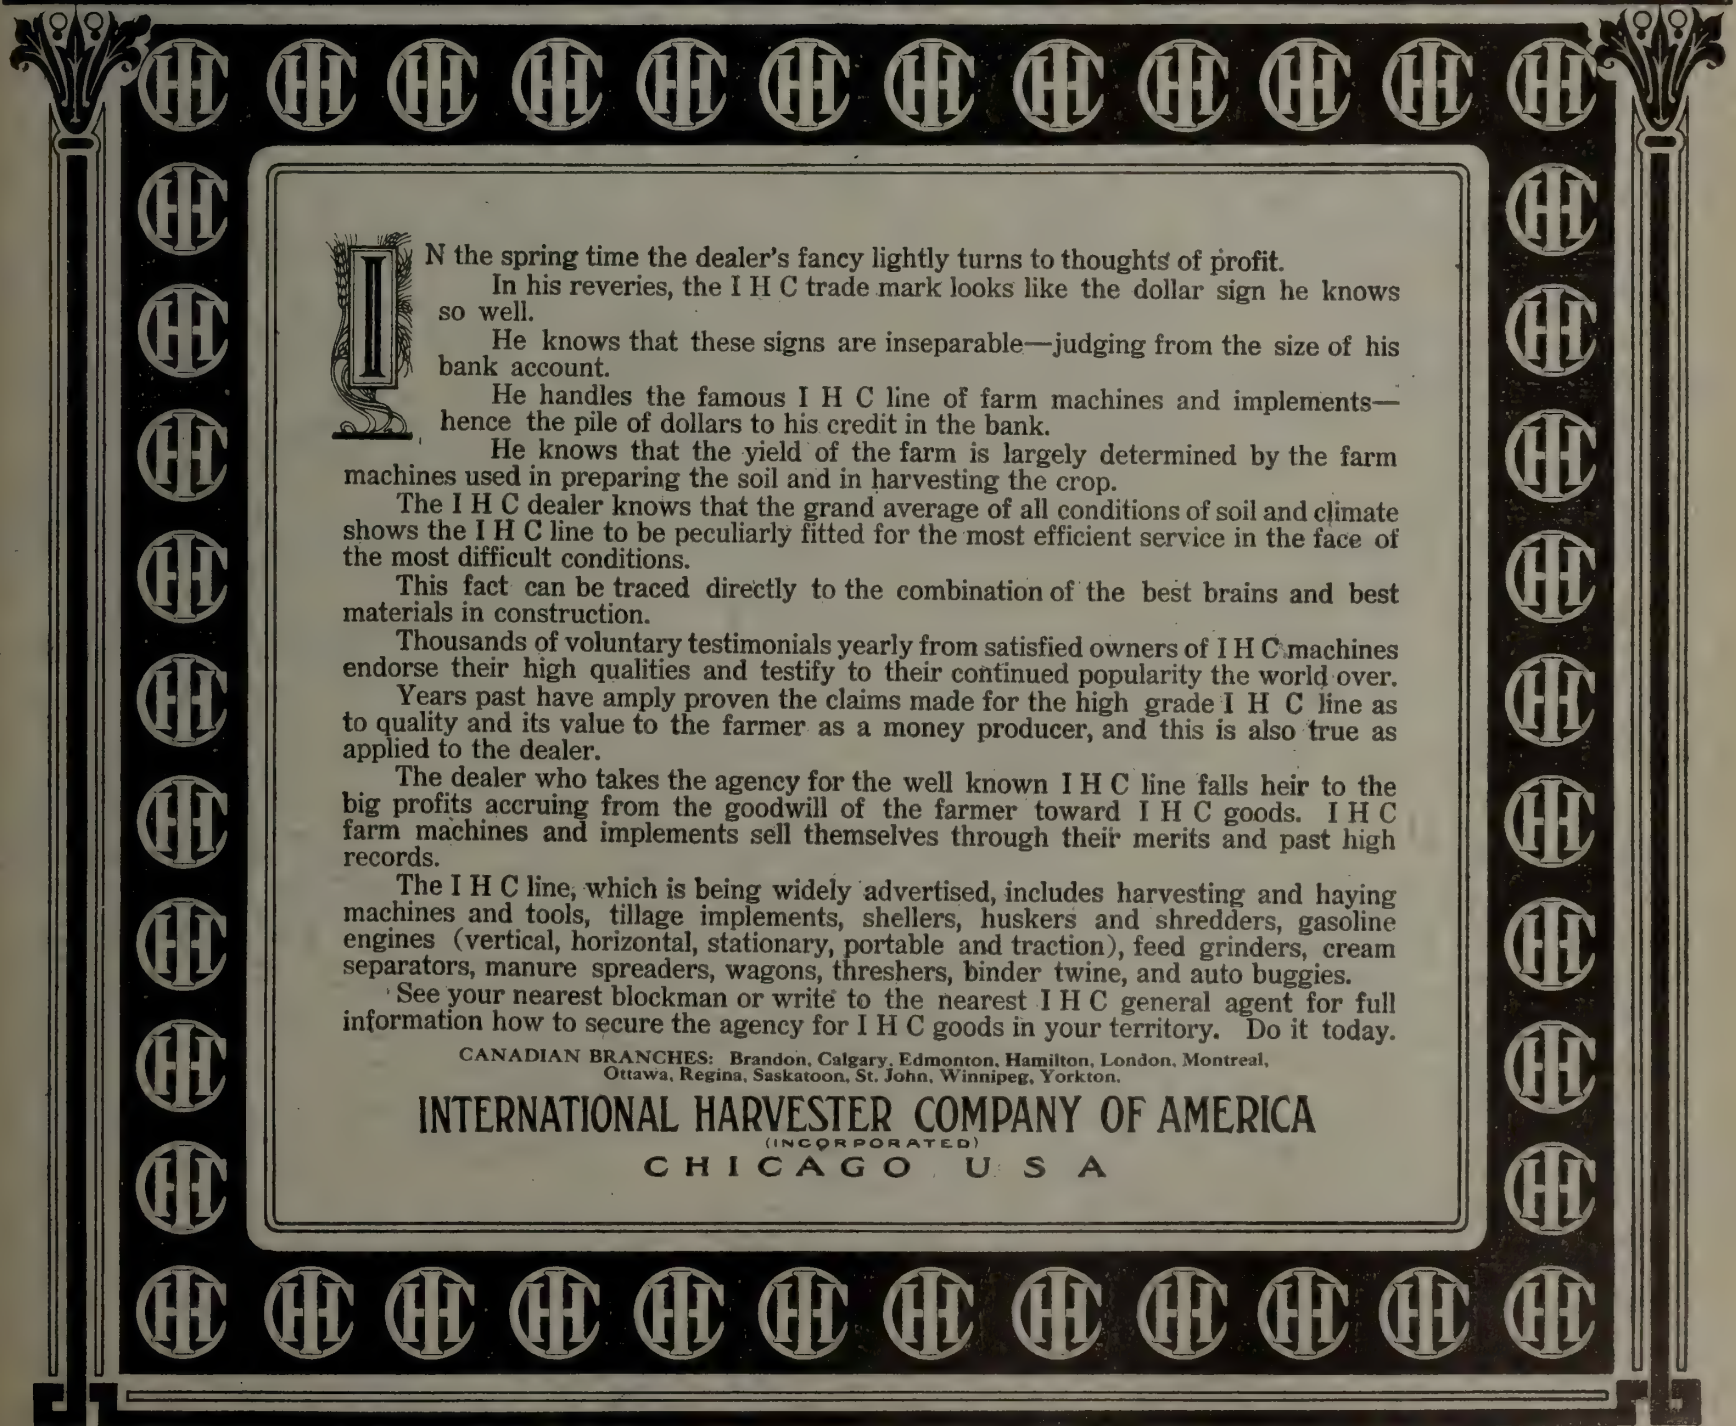 IN the spring time the dealer's fancy lightly turns to thoughts of profit.
In his reveries, the I H C trade mark looks like the dollar sign he knows
so well.
He knows that these signs are inseparable—judging from the size of his
bank account.
He handles the famous I H C line of farm machines and implements—
hence the pile of dollars to his credit in the bank.
He knows that the yield of the farm is largely determined by the farm
machines used in preparing the soil and in harvesting the crop.
The I H C dealer knows that the grand average of all conditions of soil and climate
shows the I H C line to be peculiarly fitted for the most efficient service in the face of
the most difficult conditions.
This fact can be traced directly to the combination of the best brains and best
materials in construction.
Thousands of voluntary testimonials yearly from satisfied owners of I H C machines
endorse their high qualities and testify to their continued popularity the world over.
Years past have amply proven the claims made for the high grade I H C line as
to quality and its value to the farmer as a money producer, and this is also true as
applied to the dealer.
The dealer who takes the agency for the well known I H C line falls heir to the
big profits accruing from the goodwill of the farmer toward I H C goods. I H C
farm machines and implements sell themselves through their merits and past high
records.
The I H C line, which is being widely advertised, includes harvesting and haying
machines and tools, tillage implements, shellers, huskers and shredders, gasoline
engines (vertical, horizontal, stationary, portable and traction), feed grinders, cream
separators, manure spreaders, wagons, threshers, binder twine, and auto buggies.
See your nearest blockman or write to the nearest I H C general agent for full
information how to secure the agency for I H C goods in your territory. Do it today.
CANADIAN BRANCHES: Brandon, Calgary, Edmonton, Hamilton, London, Montreal,
Ottawa, Regina, Saskatoon, St. John, Winnipeg, Yorkton.
INTERNATIONAL HARVESTER COMPANY OF AMERICA
(INCORPORATED)
CHICAGO U S A